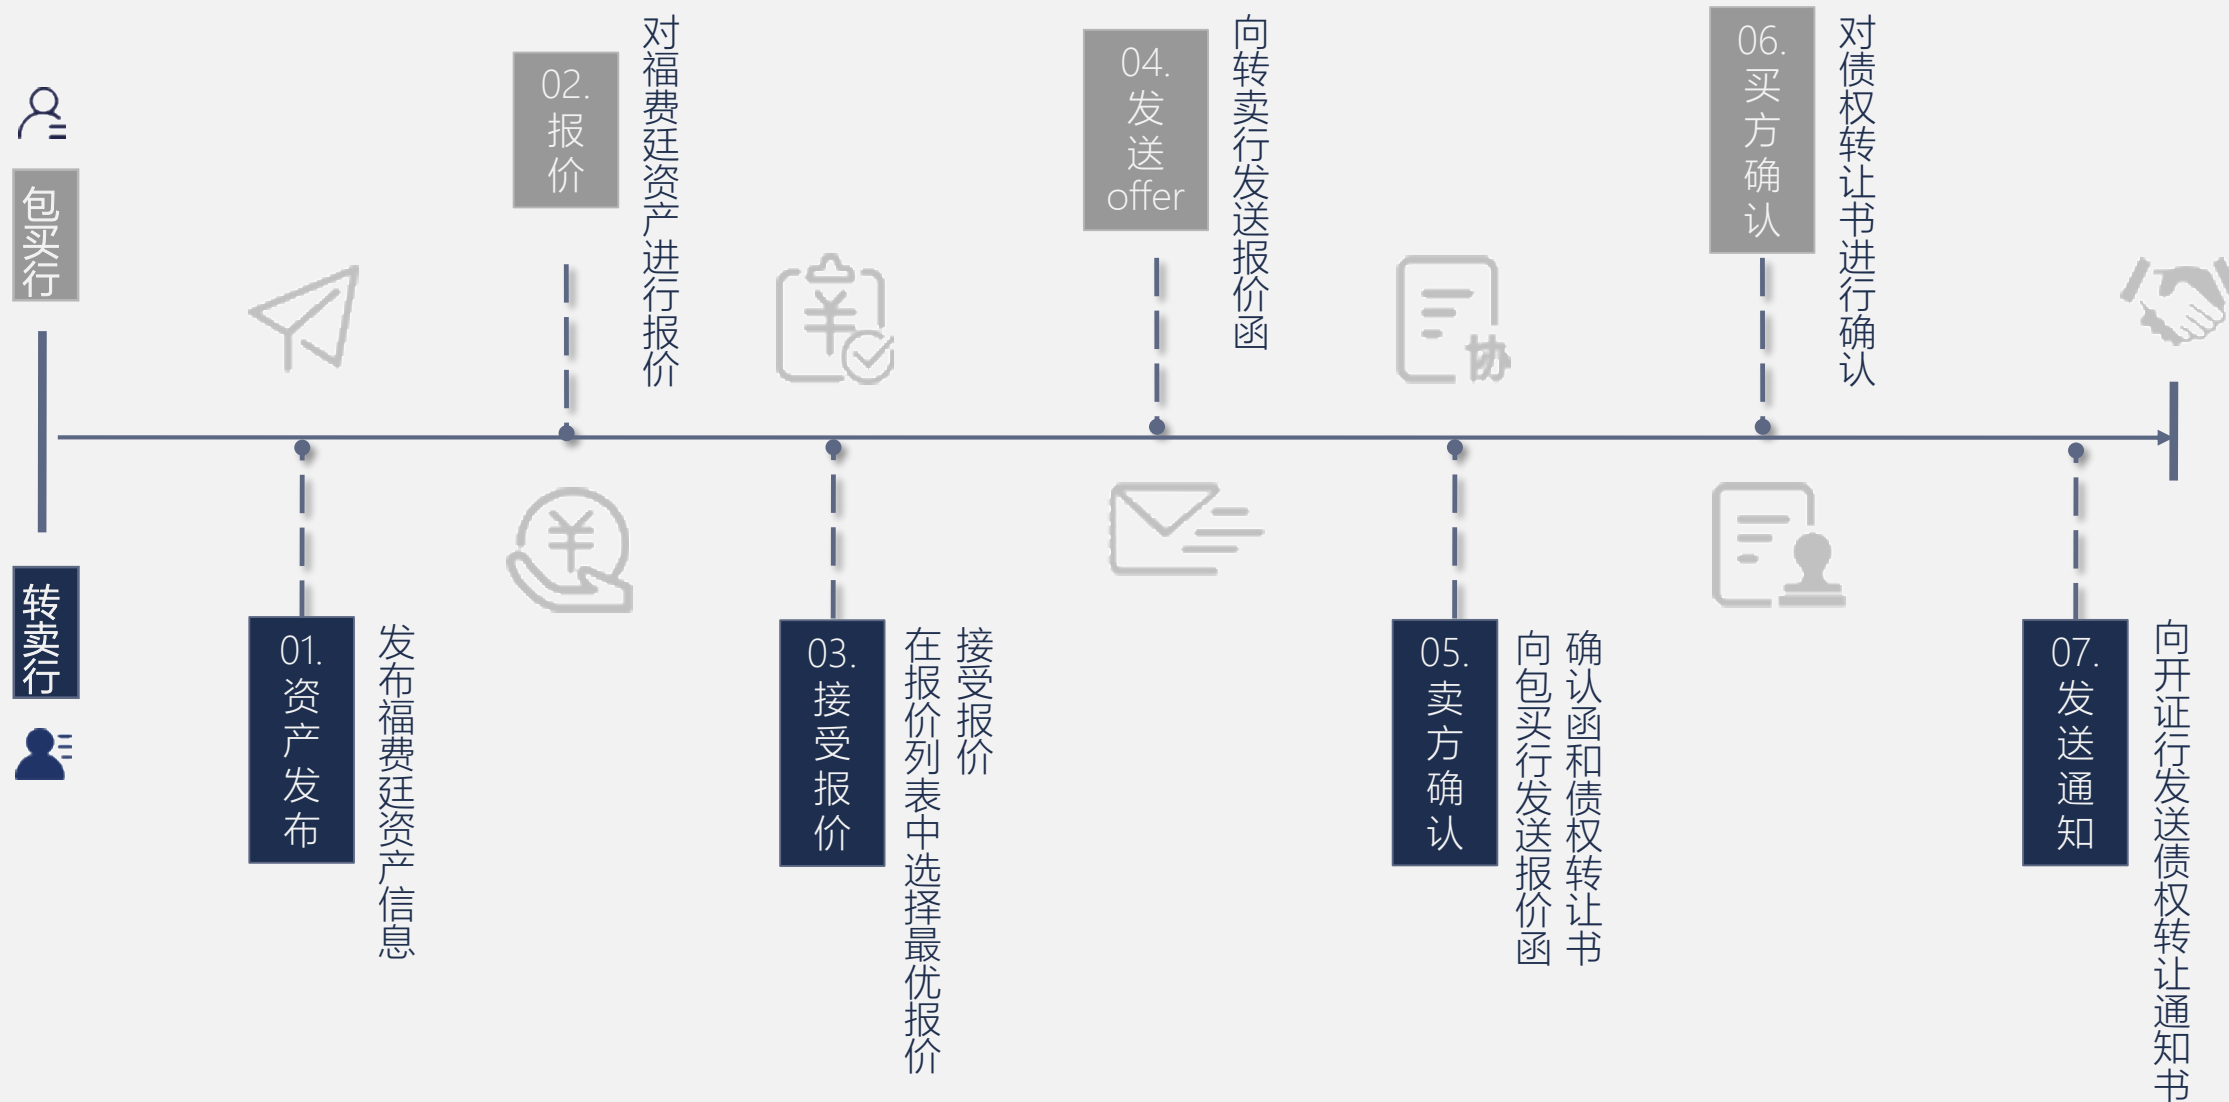 包买行
转卖行
01.
资产发布
发布福费廷资产信息
02.
报价
对福费廷资产进行报价
03.
接受报价
在报价列表中选择最优报价
接受报价
04.
发送
offer
向转卖行发送报价函
协
05.
卖方确认
向包买行发送报价函
确认函和债权转让书
06.
买方确认
对债权转让书进行确认
07.
发送通知
向开证行发送债权转让通知书